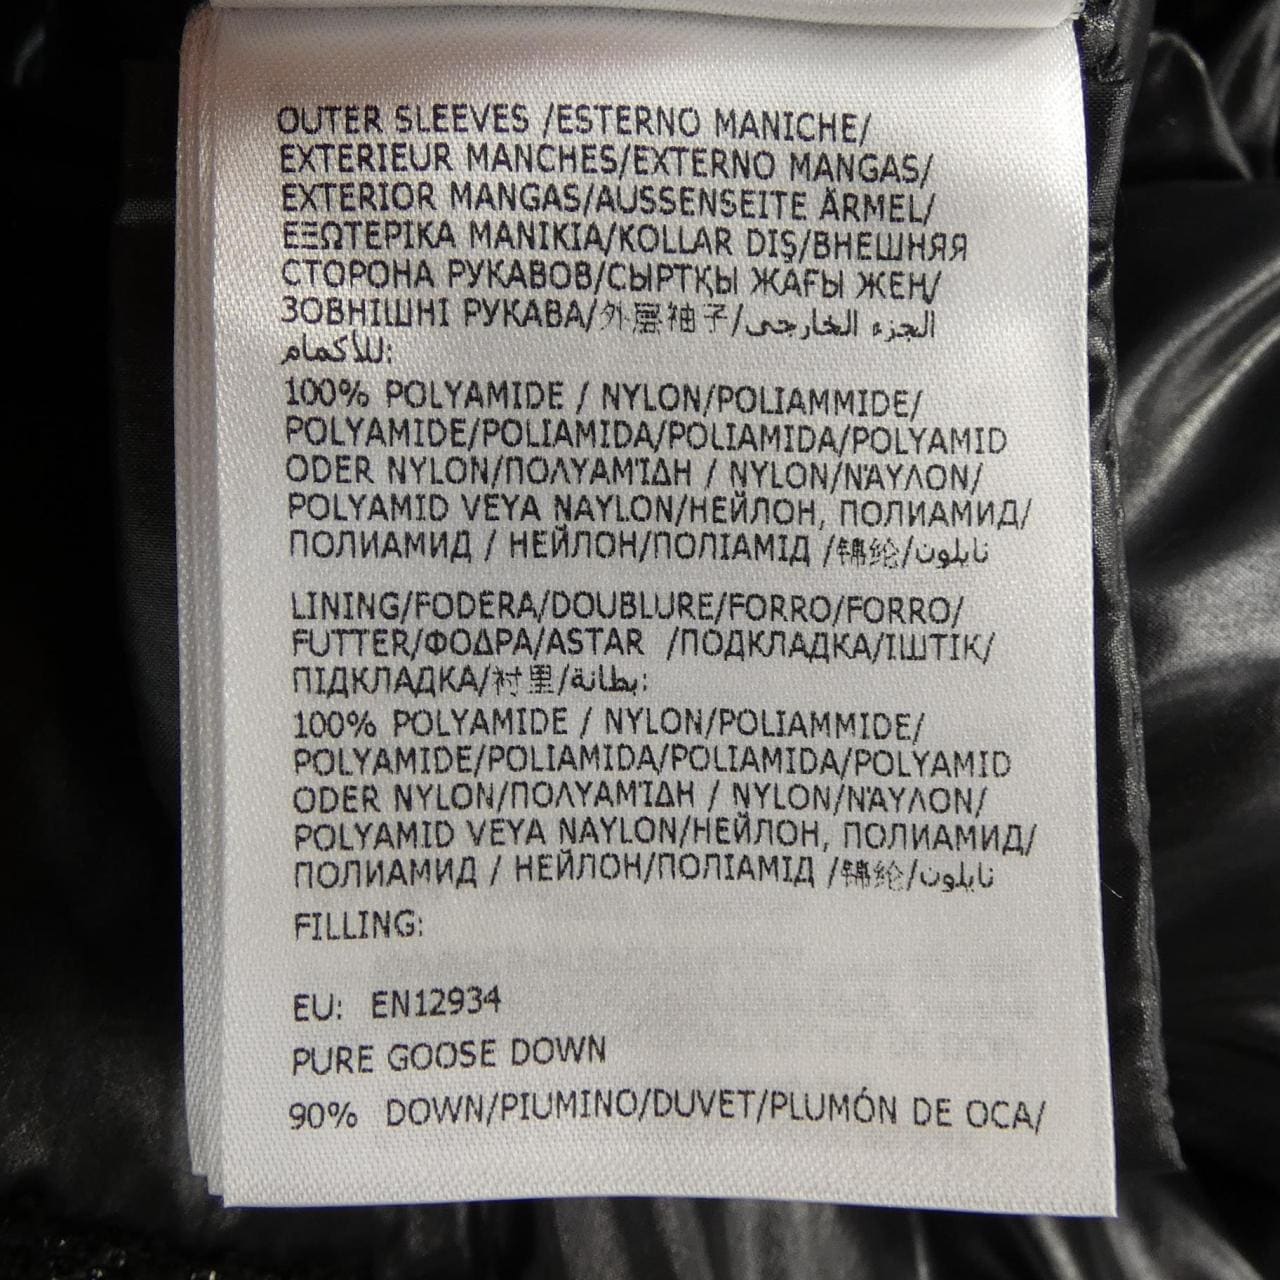 OUTER SLEEVES /ESTERNO MANICHE/
EXTERIEUR MANCHES/EXTERNO MANGAS/
EXTERIOR MANGAS/AUSSENSEITE ÄRMEL/
ΕΞΩΤΕΡΙΚΑ ΜΑΝΙΚΙΑ/KOLLAR DIŞ/ВНЕШНЯЯ
СТОРОНА РУКАВОВ/СЫРТҚЫ ЖАҒЫ ЖЕҢ/
ЗОВНІШНІ РУКАВА/外层袖子/الجزء الخارجي
للأكمام:
100% POLYAMIDE / NYLON/POLIAMMIDE/
POLYAMIDE/POLIAMIDA/POLIAMIDA/POLYAMID
ODER NYLON/ΠΟΛΥΑΜΊΔΗ / NYLON/ΝΆΥΛΟΝ/
POLYAMID VEYA NAYLON/НЕЙЛОН, ПОЛИАМИД/
ПОЛИАМИД / НЕЙЛОН/ПОЛІАМІД /锦纶/نايلون
LINING/FODERA/DOUBLURE/FORRO/FORRO/
FUTTER/ΦΟΔΡΑ/ASTAR /ПОДКЛАДКА/ІШТІК/
ПІДКЛАДКА/衬里/بطانة:
100% POLYAMIDE / NYLON/POLIAMMIDE/
POLYAMIDE/POLIAMIDA/POLIAMIDA/POLYAMID
ODER NYLON/ΠΟΛΥΑΜΊΔΗ / NYLON/ΝΆΥΛΟΝ/
POLYAMID VEYA NAYLON/НЕЙЛОН, ПОЛИАМИД/
ПОЛИАМИД / НЕЙЛОН/ПОЛІАМІД /锦纶/نايلون
FILLING:
EU: EN12934
PURE GOOSE DOWN
90% DOWN/PIUMINO/DUVET/PLUMÓN DE OCA/